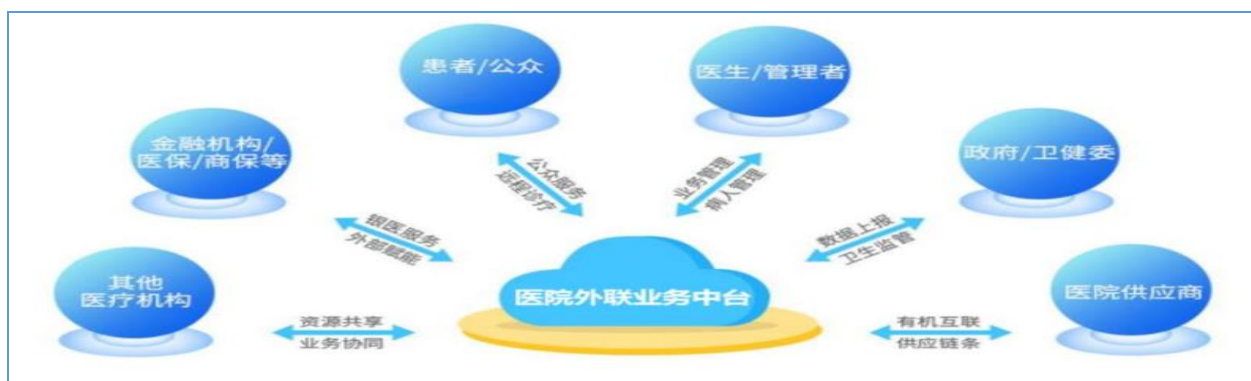 患者/公众
医生/管理者
金融机构/
医保/商保等
政府/卫健委
公众服务
远程诊疗
业务管理
病人管理
银医服务
外部赋能
数据上报
卫生监管
其他
医疗机构
医院外联业务中台
医院供应商
资源共享
业务协同
有机互联
供应链条